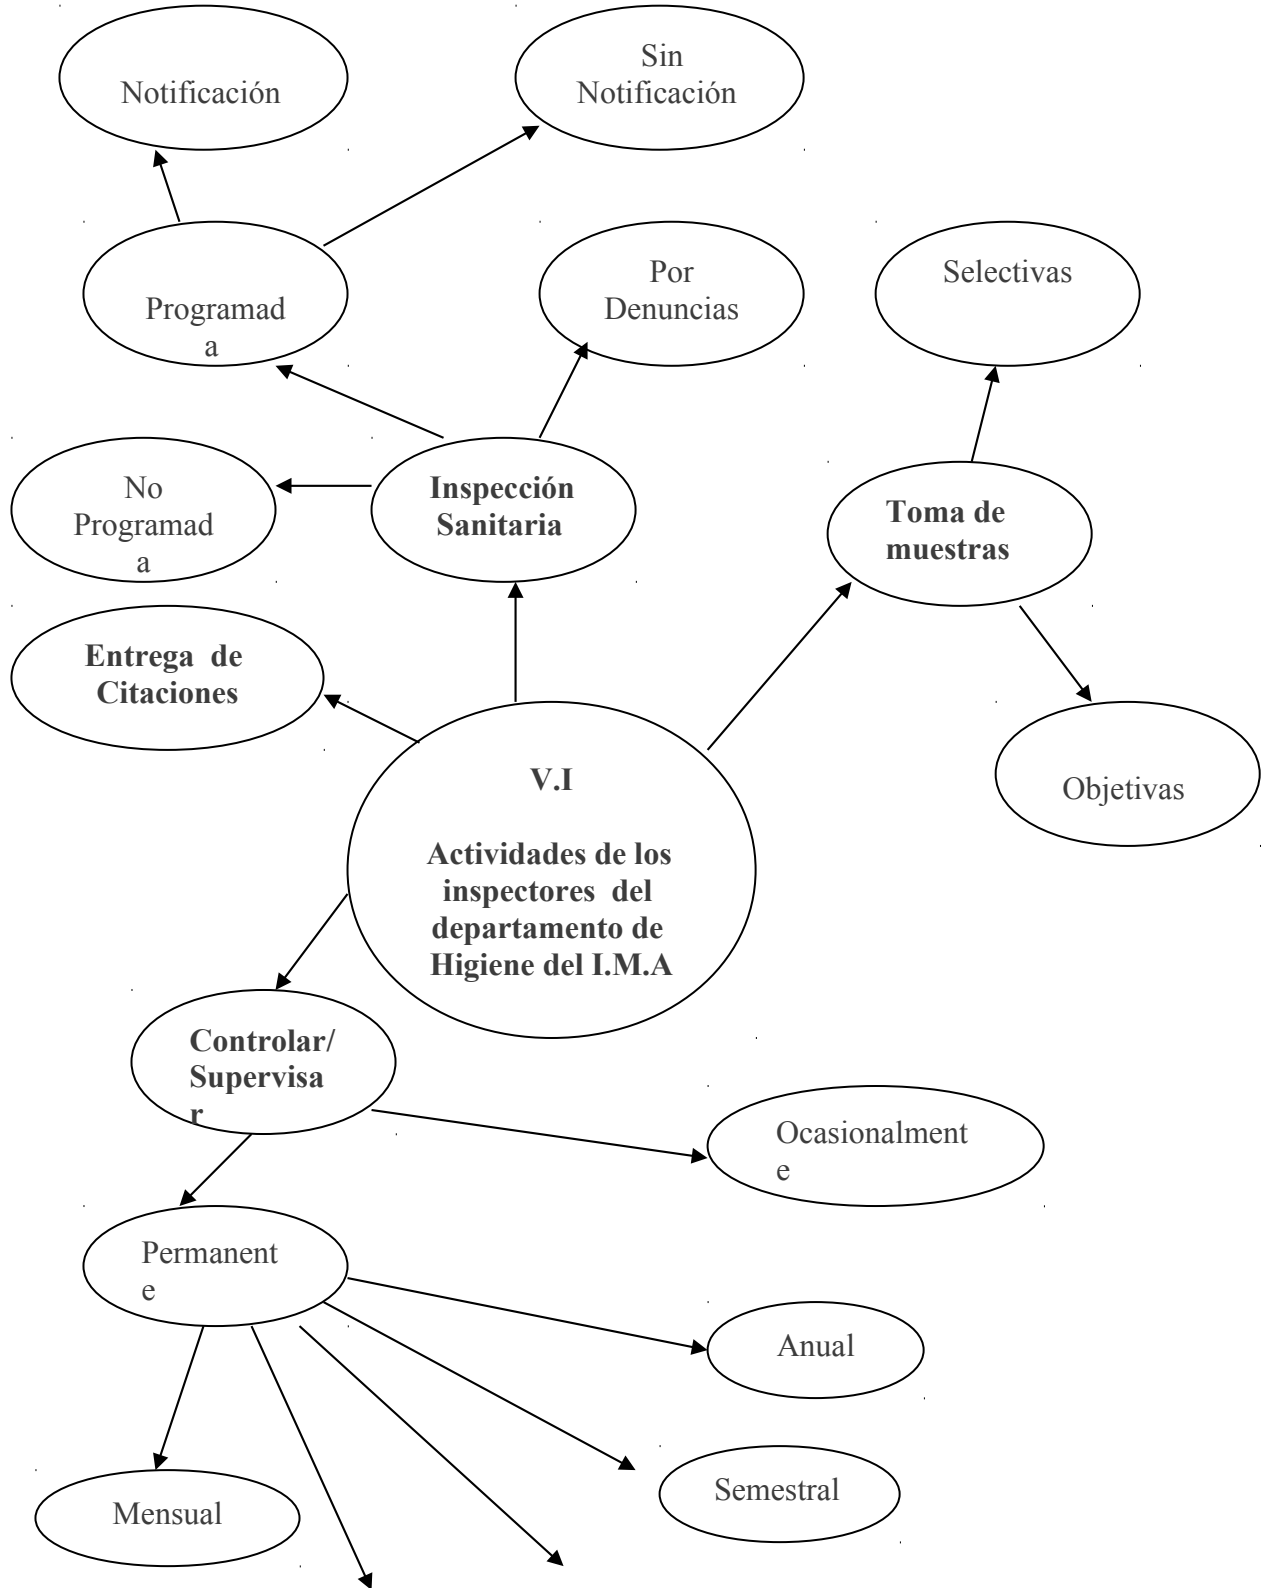 Notificación
Sin
Notificación
Programad
a
Por
Denuncias
Selectivas
No
Programad
a
Inspección
Sanitaria
Toma de
muestras
Entrega  de
Citaciones
V.I
Actividades de los
inspectores  del
departamento de
Higiene del I.M.A
Objetivas
Controlar/
Supervisa
r
Ocasionalment
e
Permanent
e
Anual
Semestral
Mensual